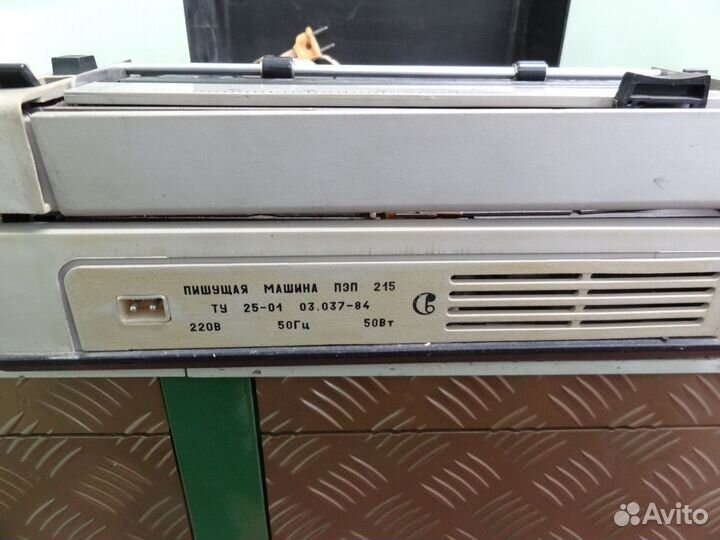 ПИШУЩАЯ МАШИНА ПЭП 215
ТУ 25-01 03.037-84
220В 50Гц 50Вт
Avito